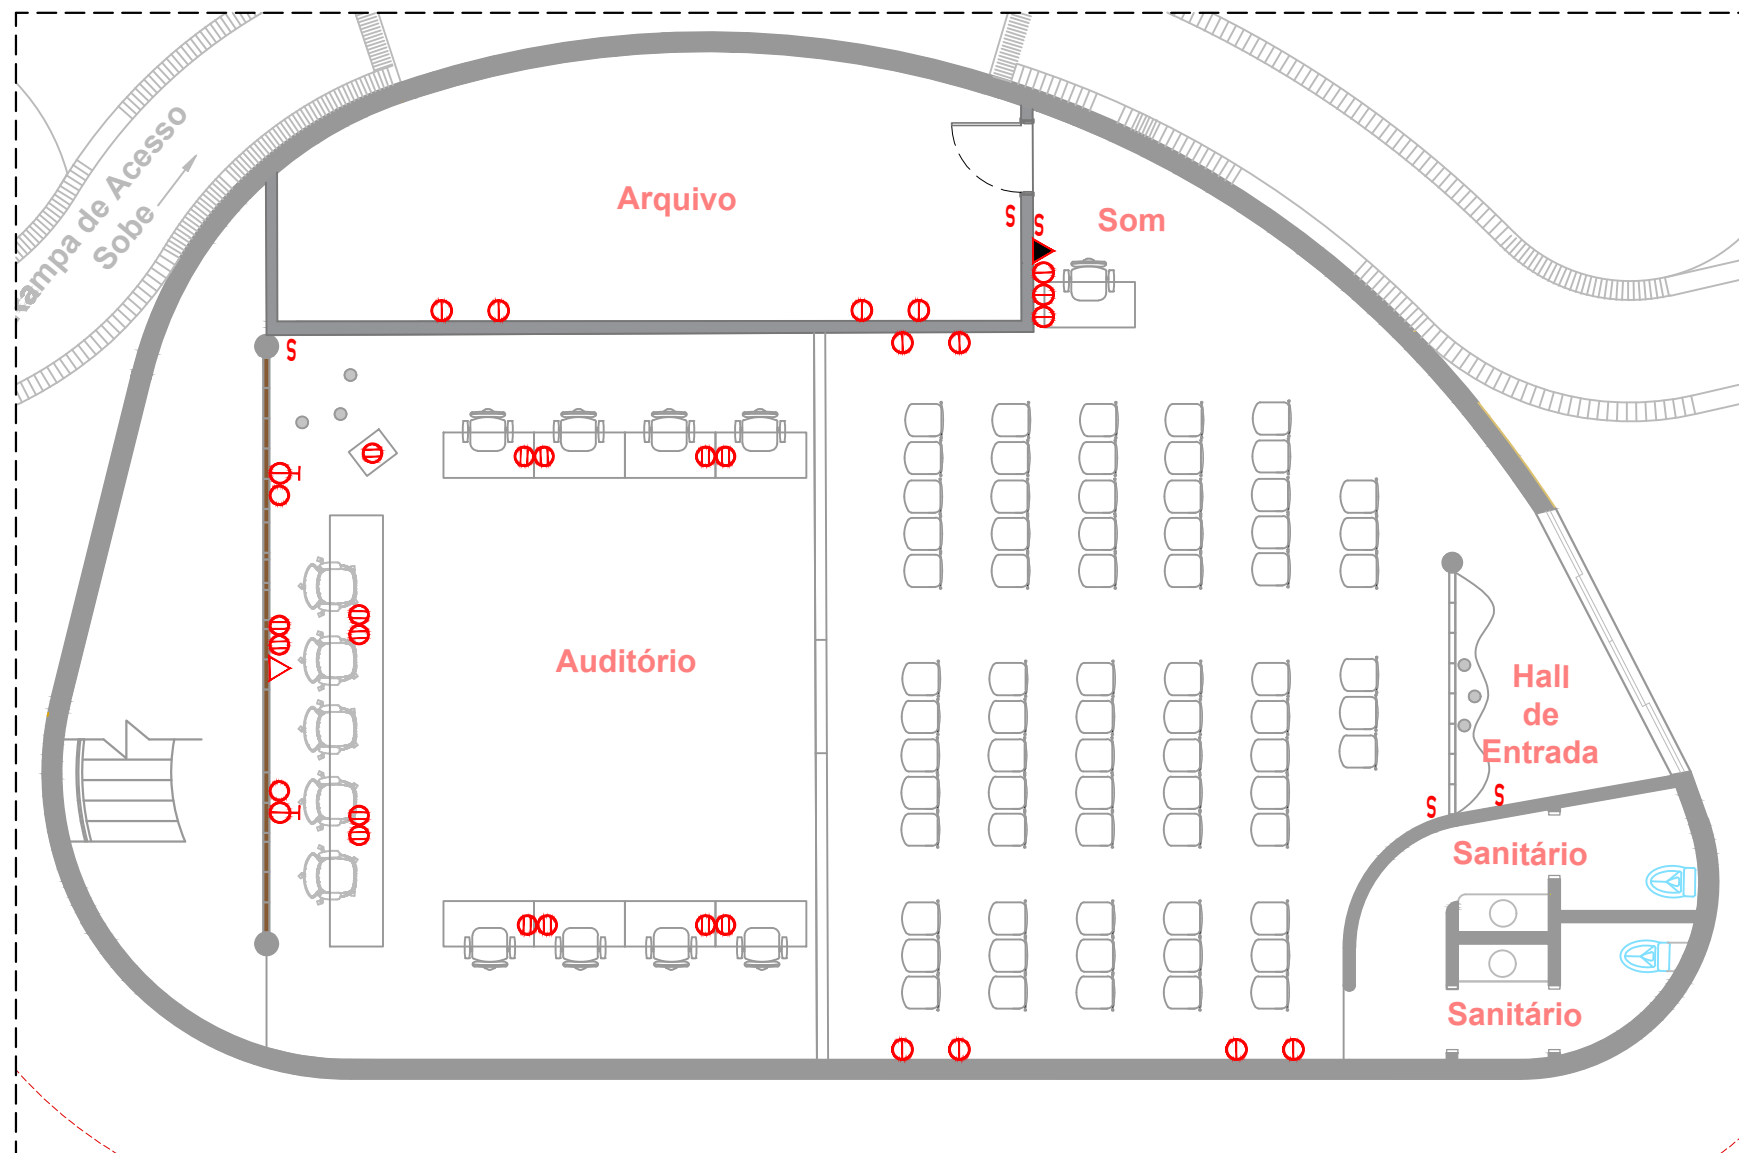 Rampa de Acesso
Sobe
Arquivo
Som
S
S
S
Auditório
Hall
de
Entrada
S
S
Sanitário
Sanitário